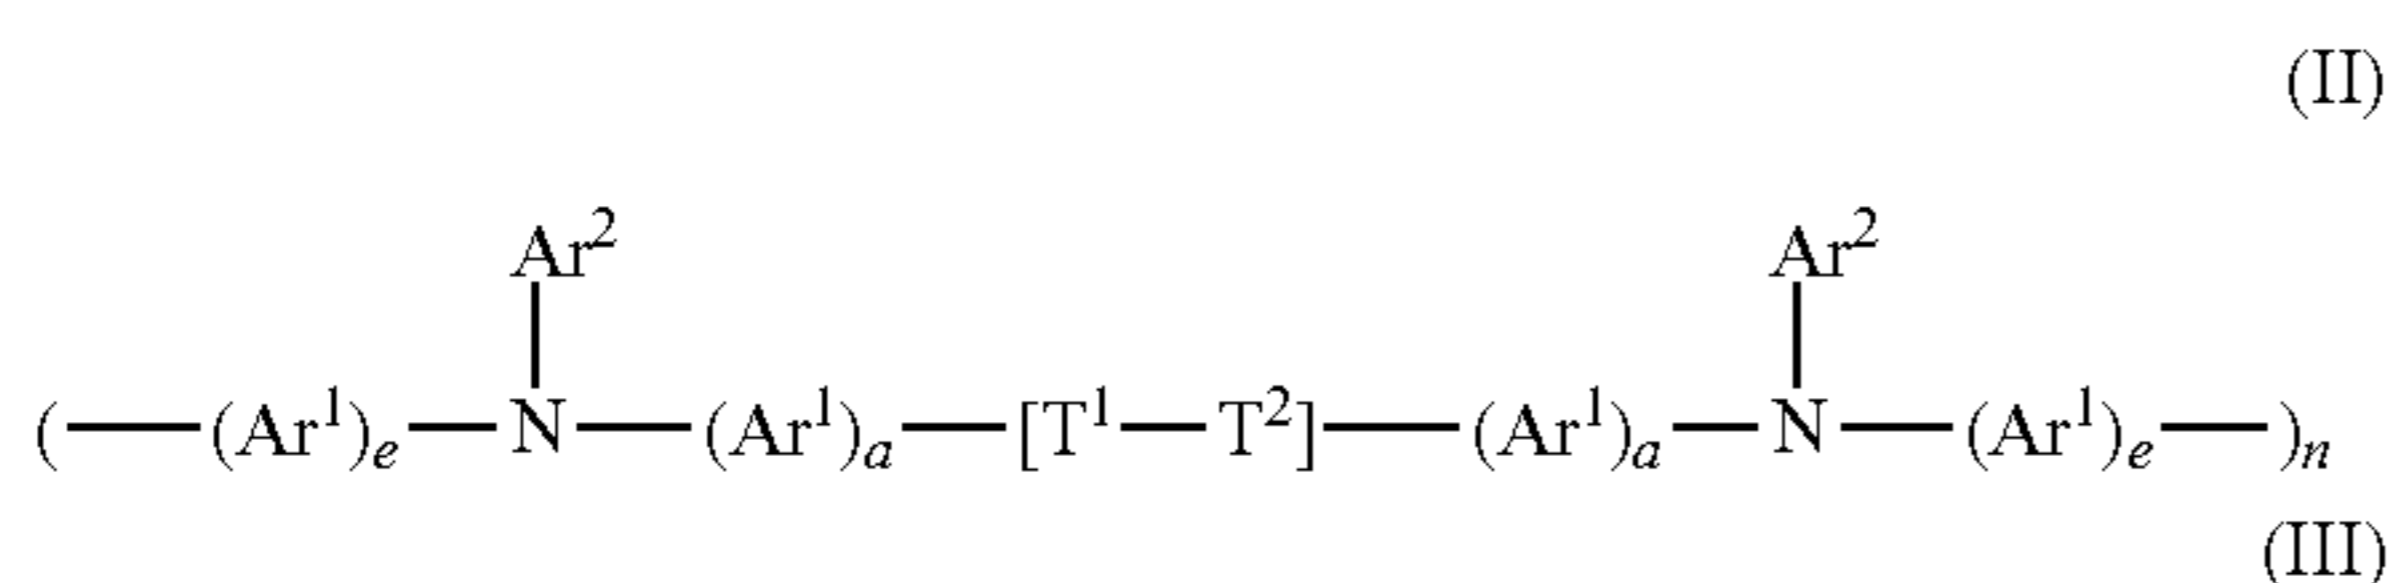 (II)
Ar² Ar²
( — (Ar¹)ₑ — N — (Ar¹)ₐ — [T¹ — T²] — (Ar¹)ₐ — N — (Ar¹)ₑ — )ₙ
(III)